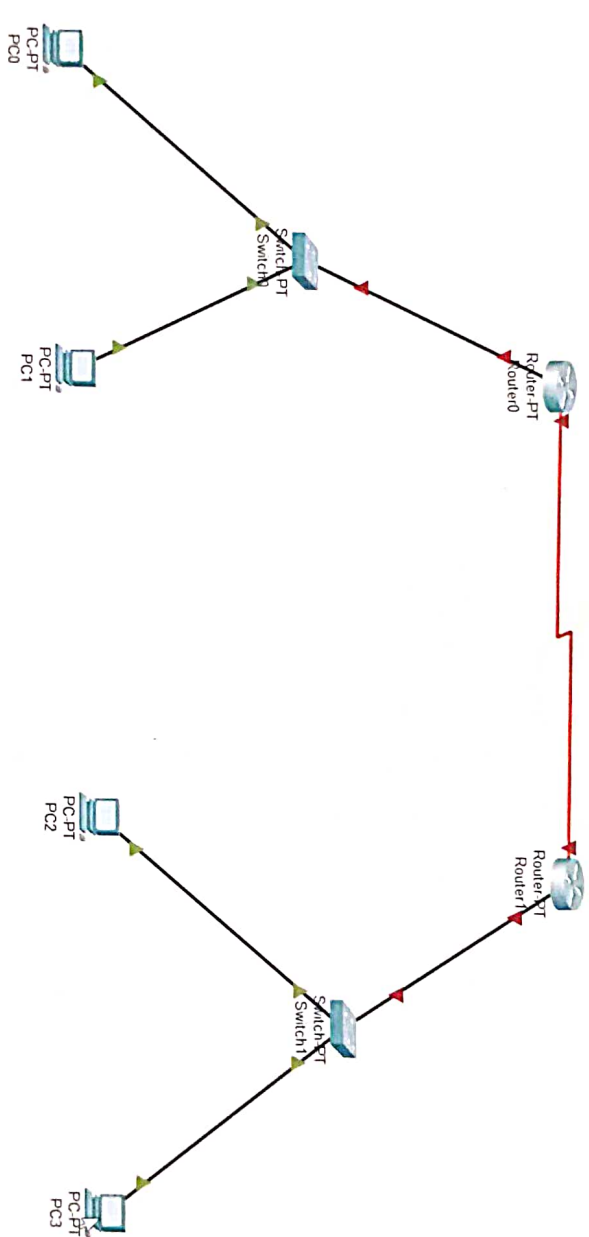 Router-PT
Router0
Router-PT
Router1
Switch-PT
Switch0
Switch-PT
Switch1
PC-PT
PC0
PC-PT
PC1
PC-PT
PC2
PC-PT
PC3